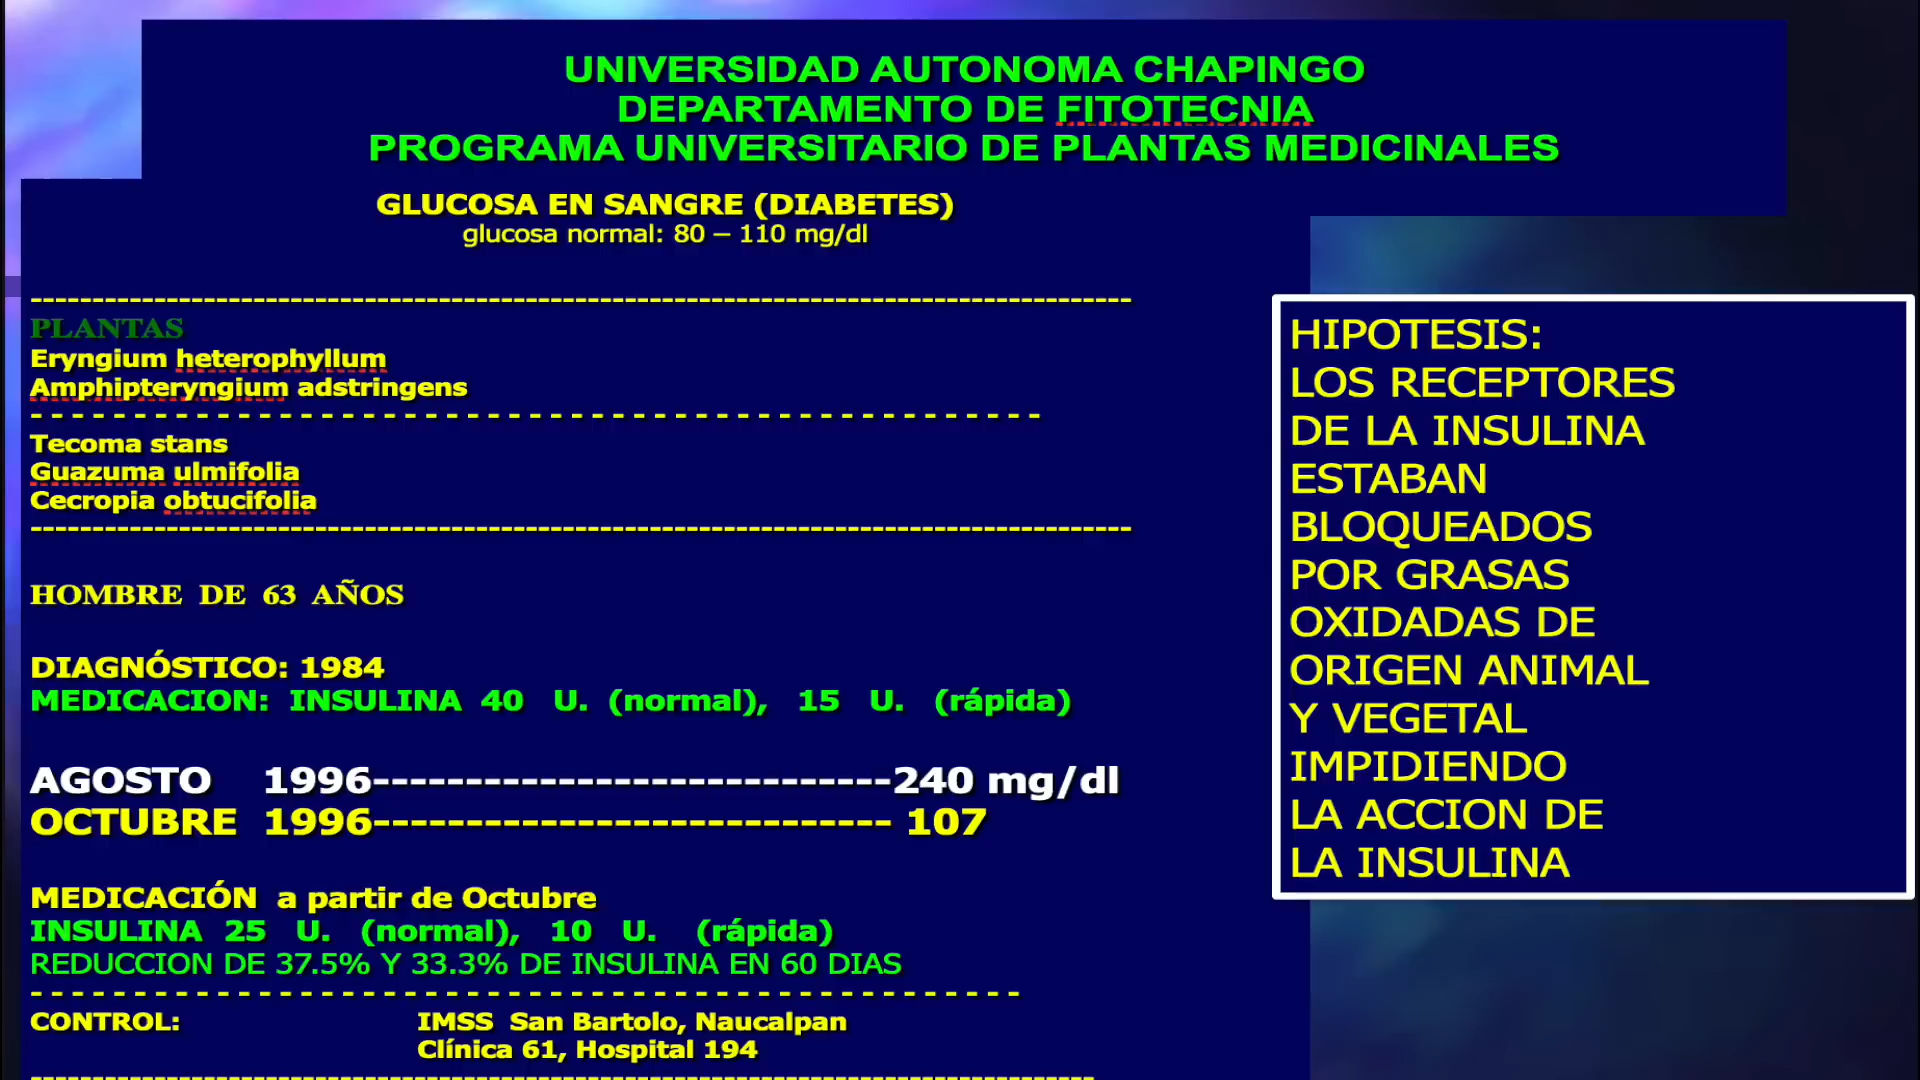 UNIVERSIDAD AUTONOMA CHAPINGO
DEPARTAMENTO DE FITOTECNIA
PROGRAMA UNIVERSITARIO DE PLANTAS MEDICINALES
GLUCOSA EN SANGRE (DIABETES)
glucosa normal: 80 – 110 mg/dl
PLANTAS
Eryngium heterophyllum
Amphipteryngium adstringens
Tecoma stans
Guazuma ulmifolia
Cecropia obtucifolia
HOMBRE DE 63 AÑOS
DIAGNÓSTICO: 1984
MEDICACION: INSULINA 40 U. (normal), 15 U. (rápida)
AGOSTO 1996----------------------------240 mg/dl
OCTUBRE 1996---------------------------- 107
MEDICACIÓN a partir de Octubre
INSULINA 25 U. (normal), 10 U. (rápida)
REDUCCION DE 37.5% Y 33.3% DE INSULINA EN 60 DIAS
CONTROL: IMSS San Bartolo, Naucalpan
Clínica 61, Hospital 194
HIPOTESIS:
LOS RECEPTORES
DE LA INSULINA
ESTABAN
BLOQUEADOS
POR GRASAS
OXIDADAS DE
ORIGEN ANIMAL
Y VEGETAL
IMPIDIENDO
LA ACCION DE
LA INSULINA